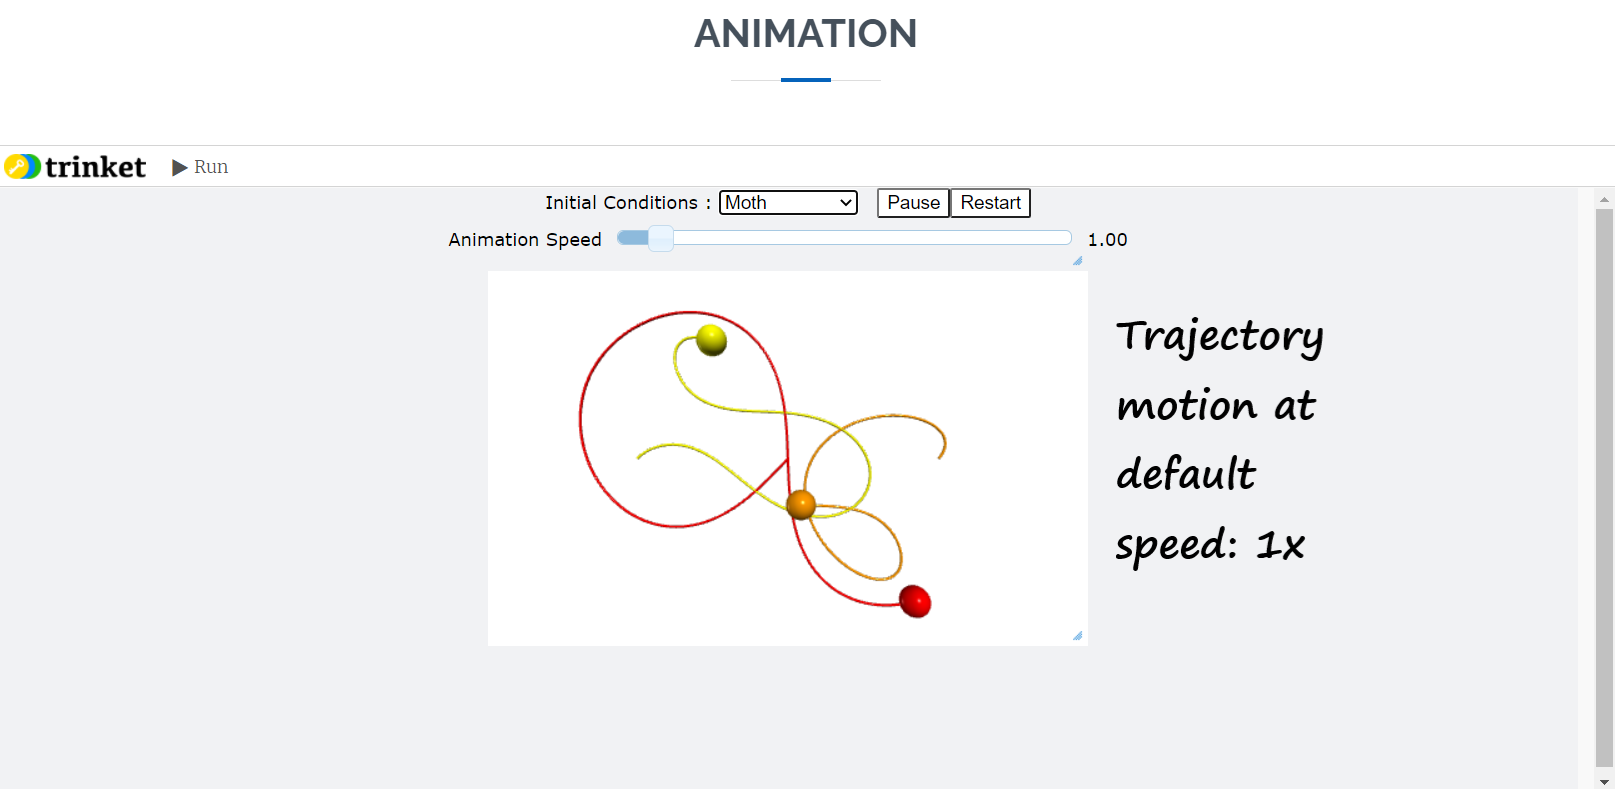 ANIMATION
trinket Run
Initial Conditions : Moth Pause Restart
Animation Speed 1.00
Trajectory
motion at
default
speed: 1x